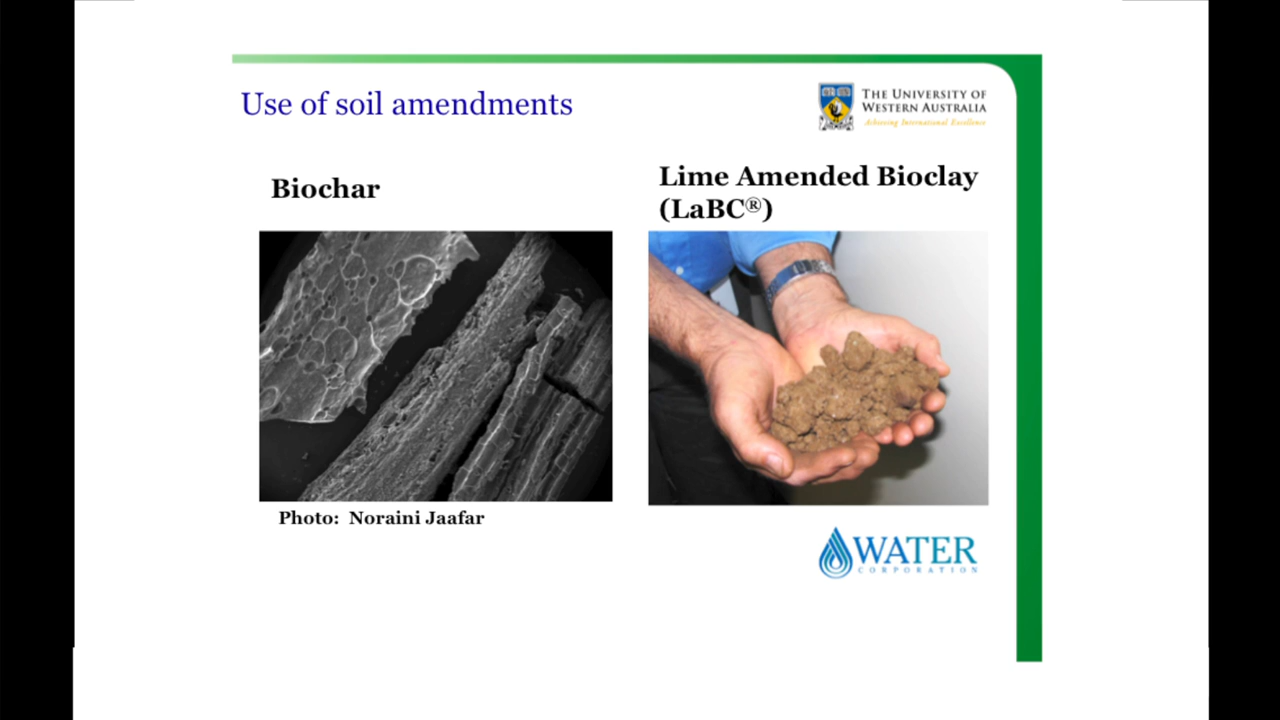 Use of soil amendments
THE UNIVERSITY OF
WESTERN AUSTRALIA
Achieving International Excellence
Biochar
Lime Amended Bioclay
(LaBC®)
Photo: Noraini Jaafar
WATER
CORPORATION